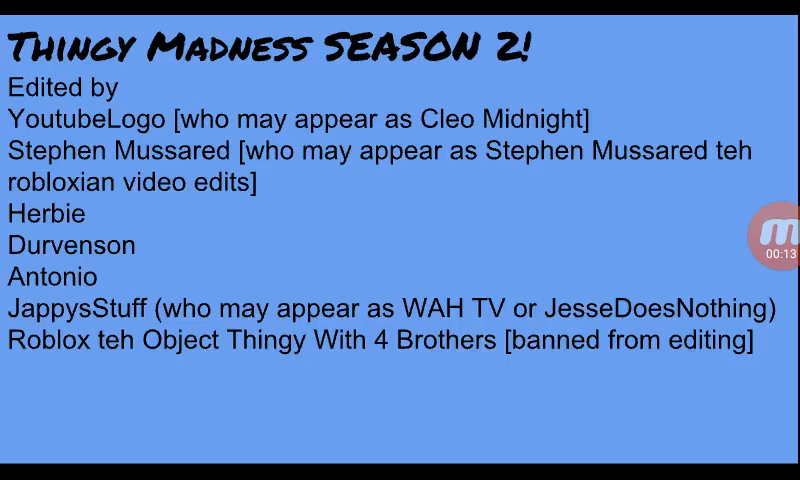 Thingy Madness SEASON 2!
Edited by
YoutubeLogo [who may appear as Cleo Midnight]
Stephen Mussared [who may appear as Stephen Mussared teh
robloxian video edits]
Herbie
Durvenson
Antonio
JappysStuff (who may appear as WAH TV or JesseDoesNothing)
Roblox teh Object Thingy With 4 Brothers [banned from editing]
00:13